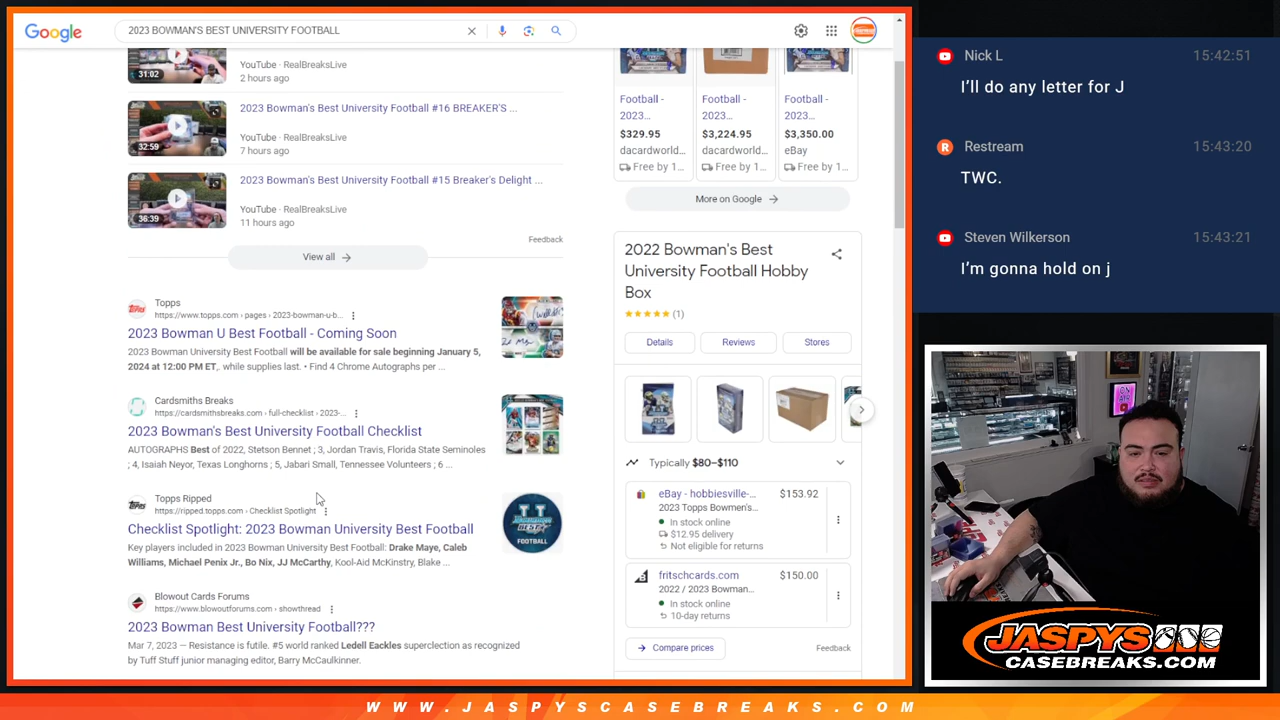 Google
2023 BOWMAN'S BEST UNIVERSITY FOOTBALL
31:02
YouTube · RealBreaksLive
2 hours ago
2023 Bowman's Best University Football #16 BREAKER'S ...
YouTube · RealBreaksLive
7 hours ago
32:59
2023 Bowman's Best University Football #15 Breaker's Delight ...
YouTube · RealBreaksLive
11 hours ago
36:39
Feedback
View all
Topps
https://www.topps.com › pages › 2023-bowman-u-b...
2023 Bowman U Best Football - Coming Soon
2023 Bowman University Best Football will be available for sale beginning January 5,
2024 at 12:00 PM ET,. while supplies last. • Find 4 Chrome Autographs per ...
Cardsmiths Breaks
https://cardsmithsbreaks.com › full-checklist › 2023-...
2023 Bowman's Best University Football Checklist
AUTOGRAPHS Best of 2022, Stetson Bennet ; 3, Jordan Travis, Florida State Seminoles
; 4, Isaiah Neyor, Texas Longhorns ; 5, Jabari Small, Tennessee Volunteers ; 6 ...
Topps Ripped
https://ripped.topps.com › Checklist Spotlight
Checklist Spotlight: 2023 Bowman University Best Football
Key players included in 2023 Bowman University Best Football: Drake Maye, Caleb
Williams, Michael Penix Jr., Bo Nix, JJ McCarthy, Kool-Aid McKinstry, Blake ...
FOOTBALL
Blowout Cards Forums
https://www.blowoutforums.com › showthread
2023 Bowman Best University Football???
Mar 7, 2023 — Resistance is futile. #5 world ranked Ledell Eackles superclection as recognized
by Tuff Stuff junior managing editor, Barry McCaulkinner.
Football -
2023...
$329.95
dacardworld...
Free by 1...
Football -
2023...
$3,224.95
dacardworld...
Free by 1...
Football -
2023...
$3,350.00
eBay
Free by 1...
More on Google
2022 Bowman's Best
University Football Hobby
Box
(1)
Details
Reviews
Stores
Typically $80–$110
eBay - hobbiesville-...
$153.92
2023 Topps Bowmen's...
In stock online
$12.95 delivery
Not eligible for returns
fritschcards.com
$150.00
2022 / 2023 Bowman...
In stock online
10-day returns
Compare prices
Feedback
Nick L
15:42:51
I'll do any letter for J
Restream
15:43:20
TWC.
Steven Wilkerson
15:43:21
I'm gonna hold on j
JASPYS
CASEBREAKS.COM
WWW.JASPYSCASEBREAKS.COM